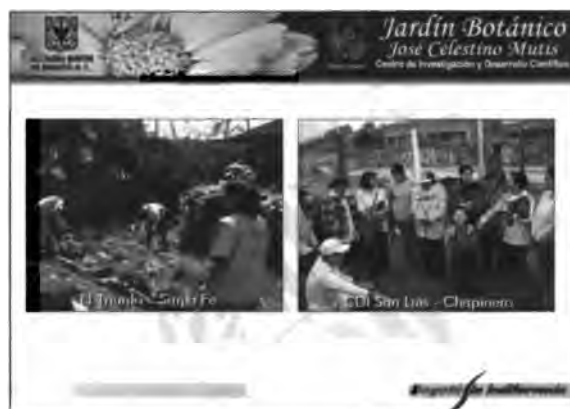 Jardín Botánico
José Celestino Mutis
Centro de Investigación y Desarrollo Científico
El Triunfo - Santa Fe
CDI San Luis - Chapinero
Bogotá sin indiferencia